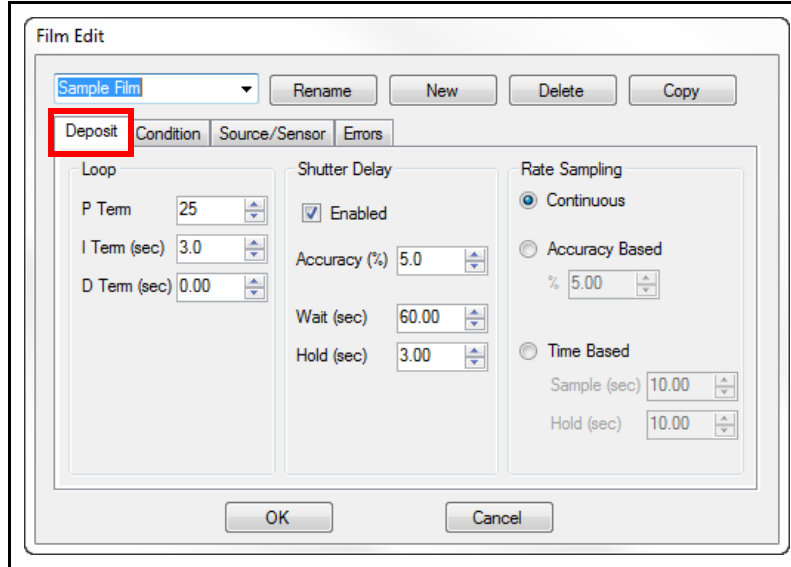 Film Edit
Sample Film Rename New Delete Copy
Deposit Condition Source/Sensor Errors
Loop
P Term 25
I Term (sec) 3.0
D Term (sec) 0.00
Shutter Delay
Enabled
Accuracy (%) 5.0
Wait (sec) 60.00
Hold (sec) 3.00
Rate Sampling
Continuous
Accuracy Based
% 5.00
Time Based
Sample (sec) 10.00
Hold (sec) 10.00
OK Cancel